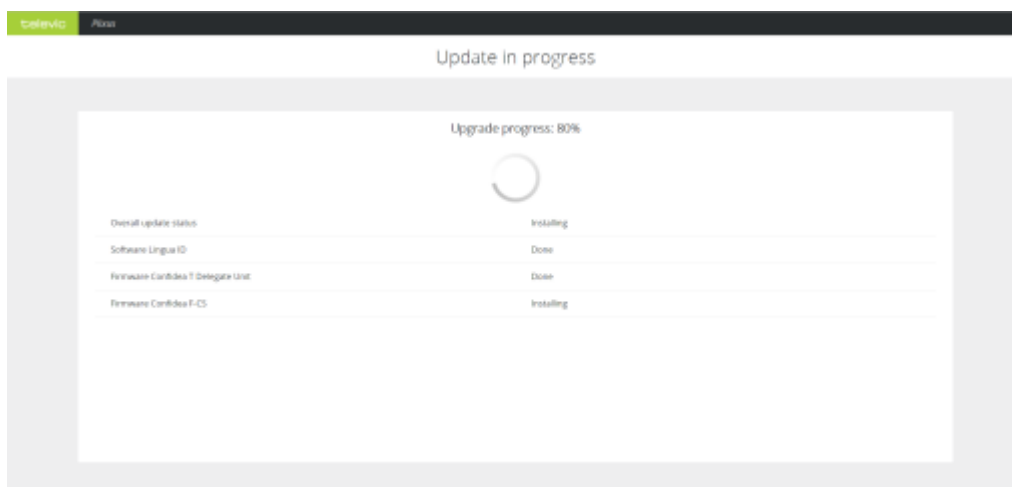 televic Plixus
Update in progress
Upgrade progress: 80%
Overall update status Installing
Software Lingua ID Done
Firmware Confidea T Delegate Unit Done
Firmware Confidea F-CS Installing